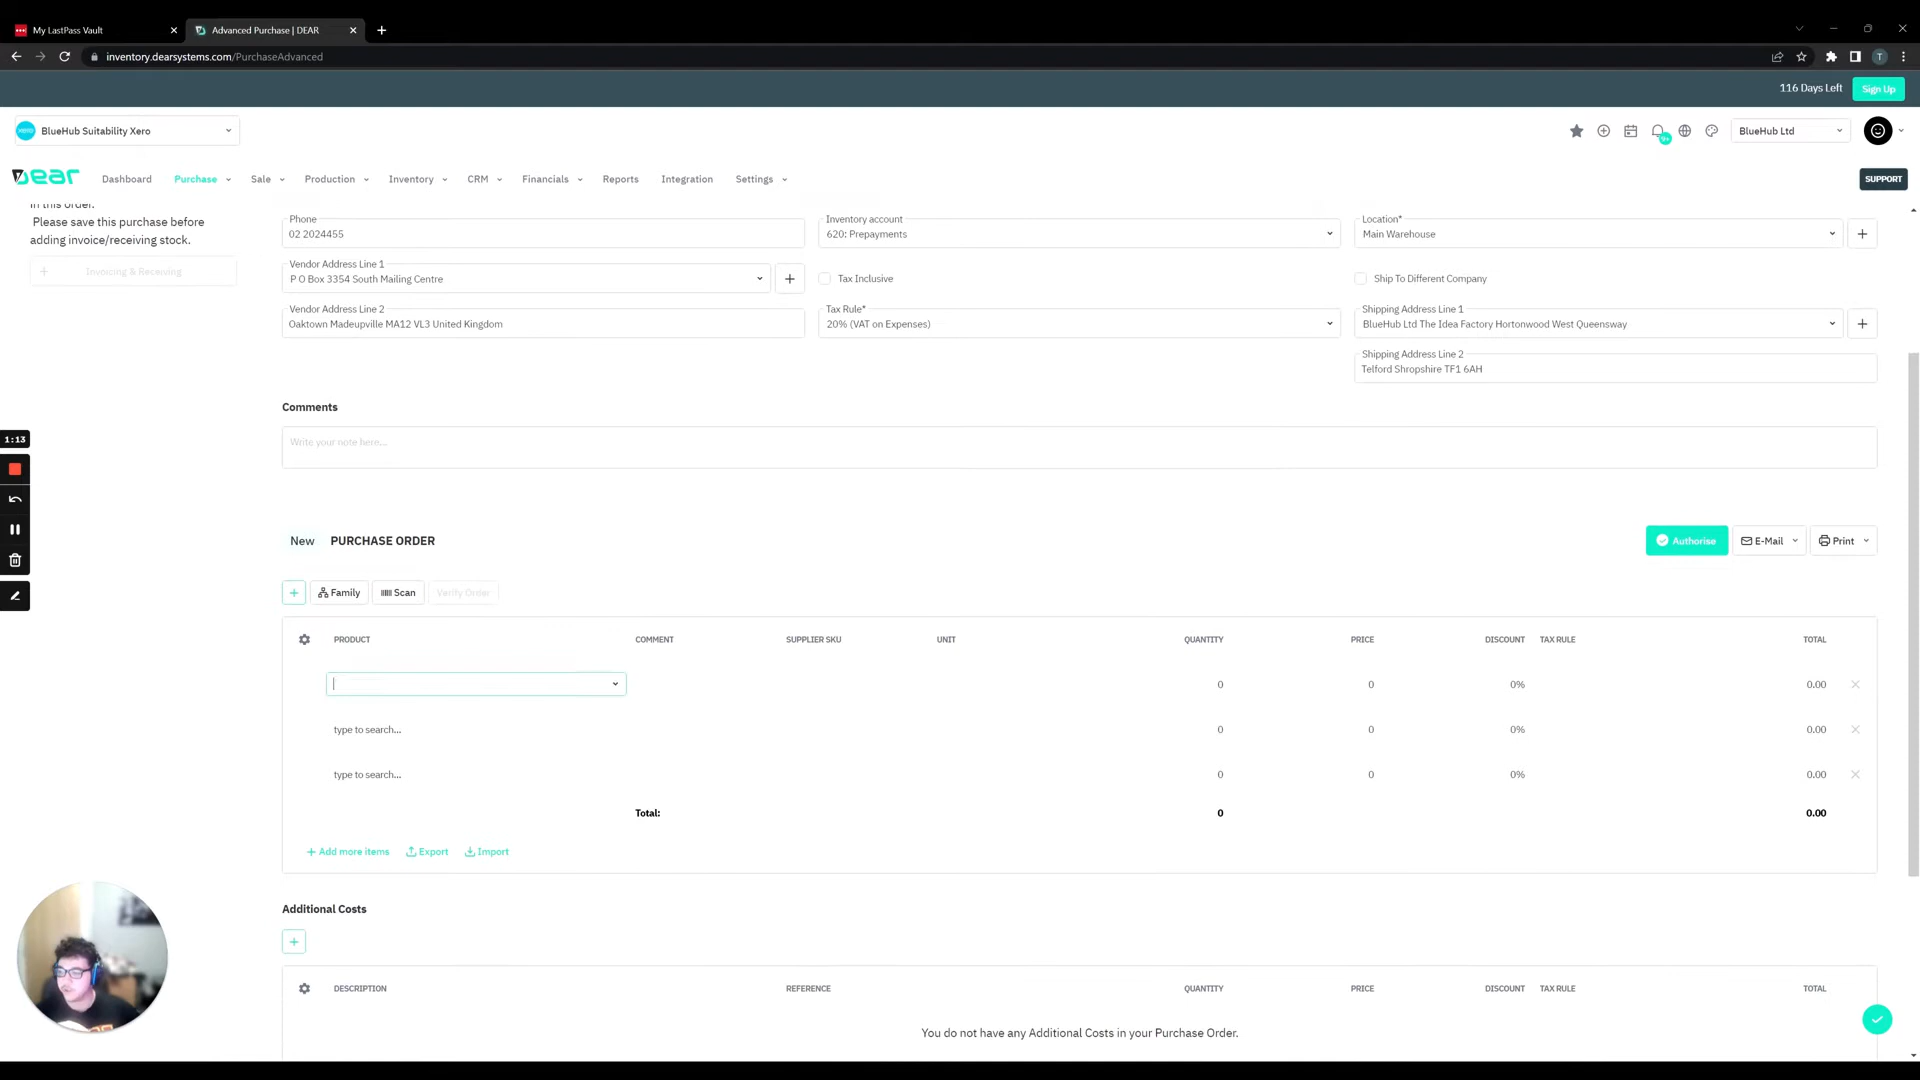 My LastPass Vault
Advanced Purchase | DEAR
inventory.dearsystems.com/PurchaseAdvanced
T
116 Days Left
Sign Up
xero
BlueHub Suitability Xero
9+
BlueHub Ltd
Dear
Dashboard
Purchase
Sale
Production
Inventory
CRM
Financials
Reports
Integration
Settings
SUPPORT
in this order.
Please save this purchase before
adding invoice/receiving stock.
+ Invoicing & Receiving
Phone
02 2024455
Inventory account
620: Prepayments
Location*
Main Warehouse
Vendor Address Line 1
P O Box 3354 South Mailing Centre
Tax Inclusive
Ship To Different Company
Vendor Address Line 2
Oaktown Madeupville MA12 VL3 United Kingdom
Tax Rule*
20% (VAT on Expenses)
Shipping Address Line 1
BlueHub Ltd The Idea Factory Hortonwood West Queensway
Shipping Address Line 2
Telford Shropshire TF1 6AH
Comments
Write your note here...
1:13
New PURCHASE ORDER
Authorise
E-Mail
Print
+ Family Scan Verify Order
PRODUCT COMMENT SUPPLIER SKU UNIT QUANTITY PRICE DISCOUNT TAX RULE TOTAL
0 0 0% 0.00
type to search... 0 0 0% 0.00
type to search... 0 0 0% 0.00
Total: 0 0.00
+ Add more items Export Import
Additional Costs
+
DESCRIPTION REFERENCE QUANTITY PRICE DISCOUNT TAX RULE TOTAL
You do not have any Additional Costs in your Purchase Order.